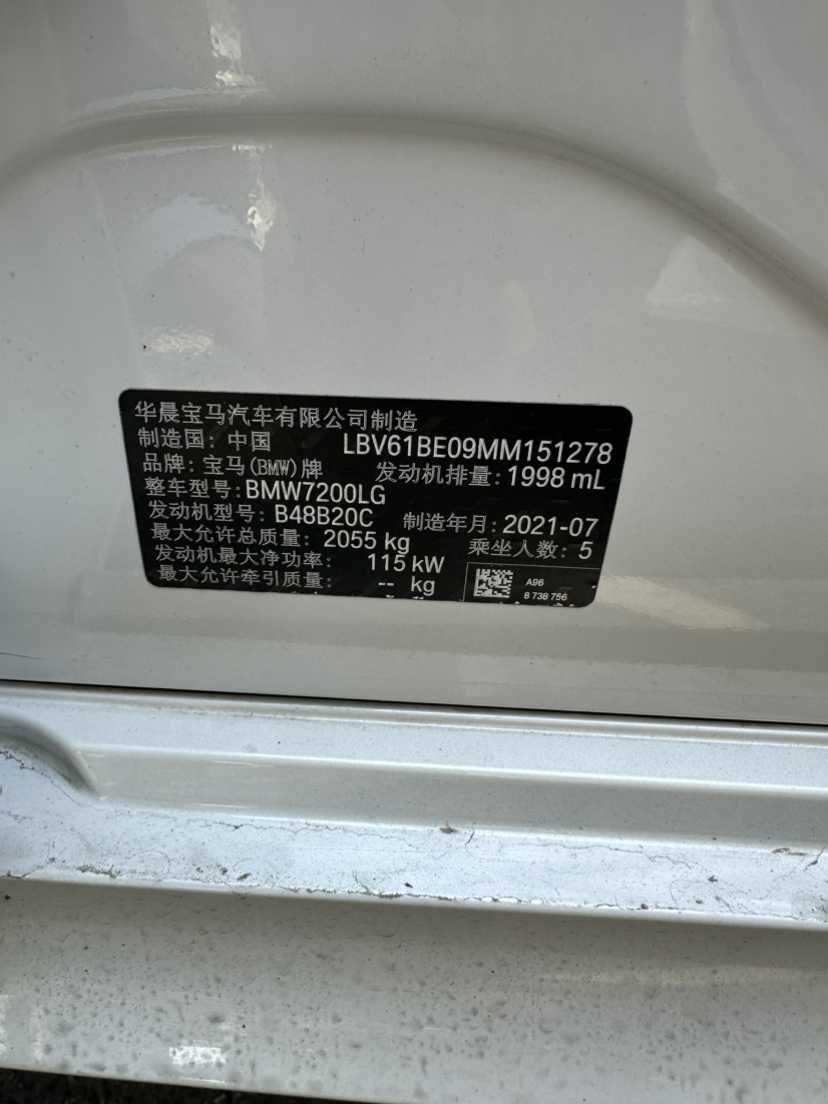 华晨宝马汽车有限公司制造
制造国: 中国 LBV61BE09MM151278
品牌: 宝马(BMW)牌 发动机排量: 1998 mL
整车型号: BMW7200LG
发动机型号: B48B20C 制造年月: 2021-07
最大允许总质量: 2055 kg 乘坐人数: 5
发动机最大净功率: 115 kW
最大允许牵引质量: -- kg
A96
8 738 756